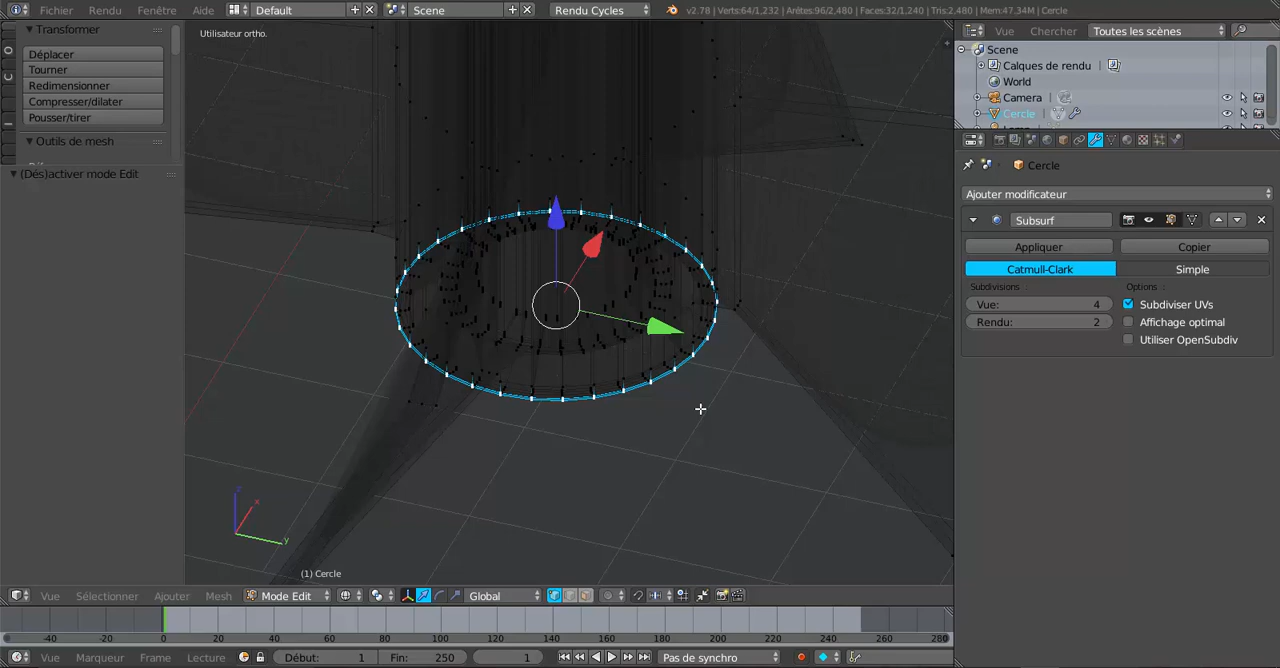 Fichier Rendu Fenêtre Aide Default Scene Rendu Cycles v2.78 | Verts:64/1,232 | Arêtes:96/2,480 | Faces:32/1,240 | Tris:2,480 | Mem:47.34M | Cercle
Transformer
Déplacer
Tourner
Redimensionner
Compresser/dilater
Pousser/tirer
Outils de mesh
(Dés)activer mode Edit
Utilisateur ortho.
z
x
y
(1) Cercle
Vue Chercher Toutes les scènes
Scene
Calques de rendu
World
Camera
Cercle
Cercle
Ajouter modificateur
Subsurf
Appliquer Copier
Catmull-Clark Simple
Subdivisions Options
Vue: 4 Subdiviser UVs
Rendu: 2 Affichage optimal
Utiliser OpenSubdiv
Vue Sélectionner Ajouter Mesh Mode Edit Global
-40 -20 0 20 40 60 80 100 120 140 160 180 200 220 240 260 280
Vue Marqueur Frame Lecture Début: 1 Fin: 250 1 Pas de synchro